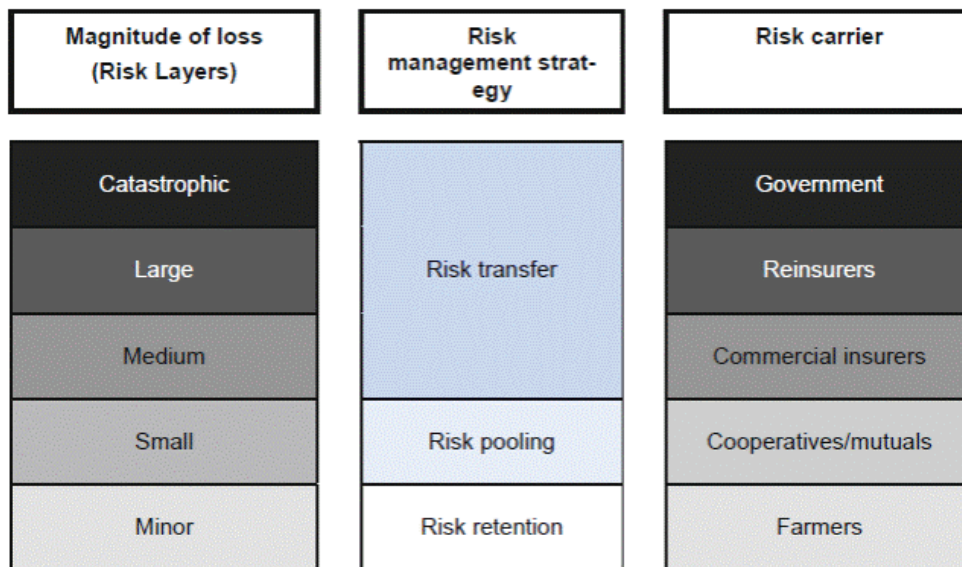 Magnitude of loss
(Risk Layers)
Risk
management strat-
egy
Risk carrier
Catastrophic
Risk transfer
Government
Large
Reinsurers
Medium
Commercial insurers
Small
Risk pooling
Cooperatives/mutuals
Minor
Risk retention
Farmers